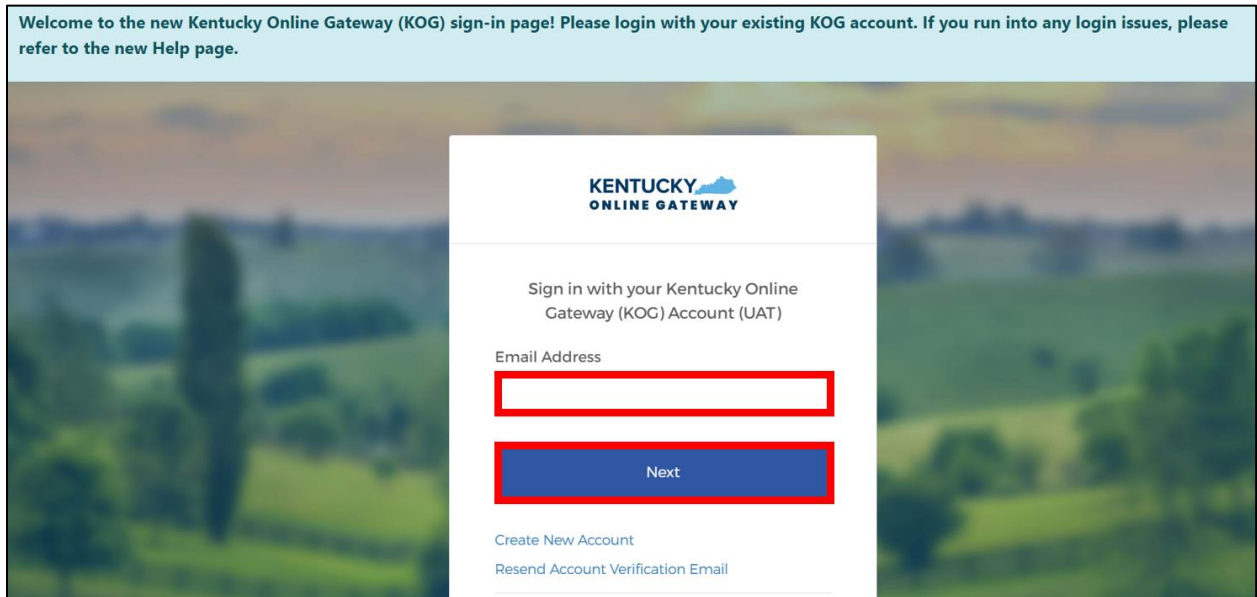 Welcome to the new Kentucky Online Gateway (KOG) sign-in page! Please login with your existing KOG account. If you run into any login issues, please
refer to the new Help page.
KENTUCKY
ONLINE GATEWAY
Sign in with your Kentucky Online
Gateway (KOG) Account (UAT)
Email Address
Next
Create New Account
Resend Account Verification Email